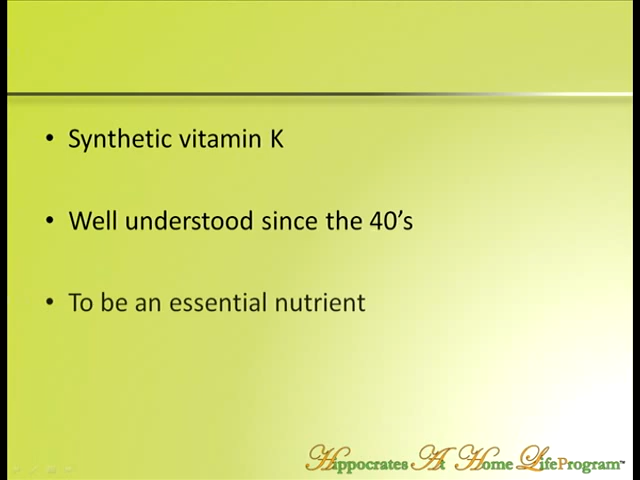 • Synthetic vitamin K
• Well understood since the 40's
• To be an essential nutrient
Hippocrates At Home LifeProgram™